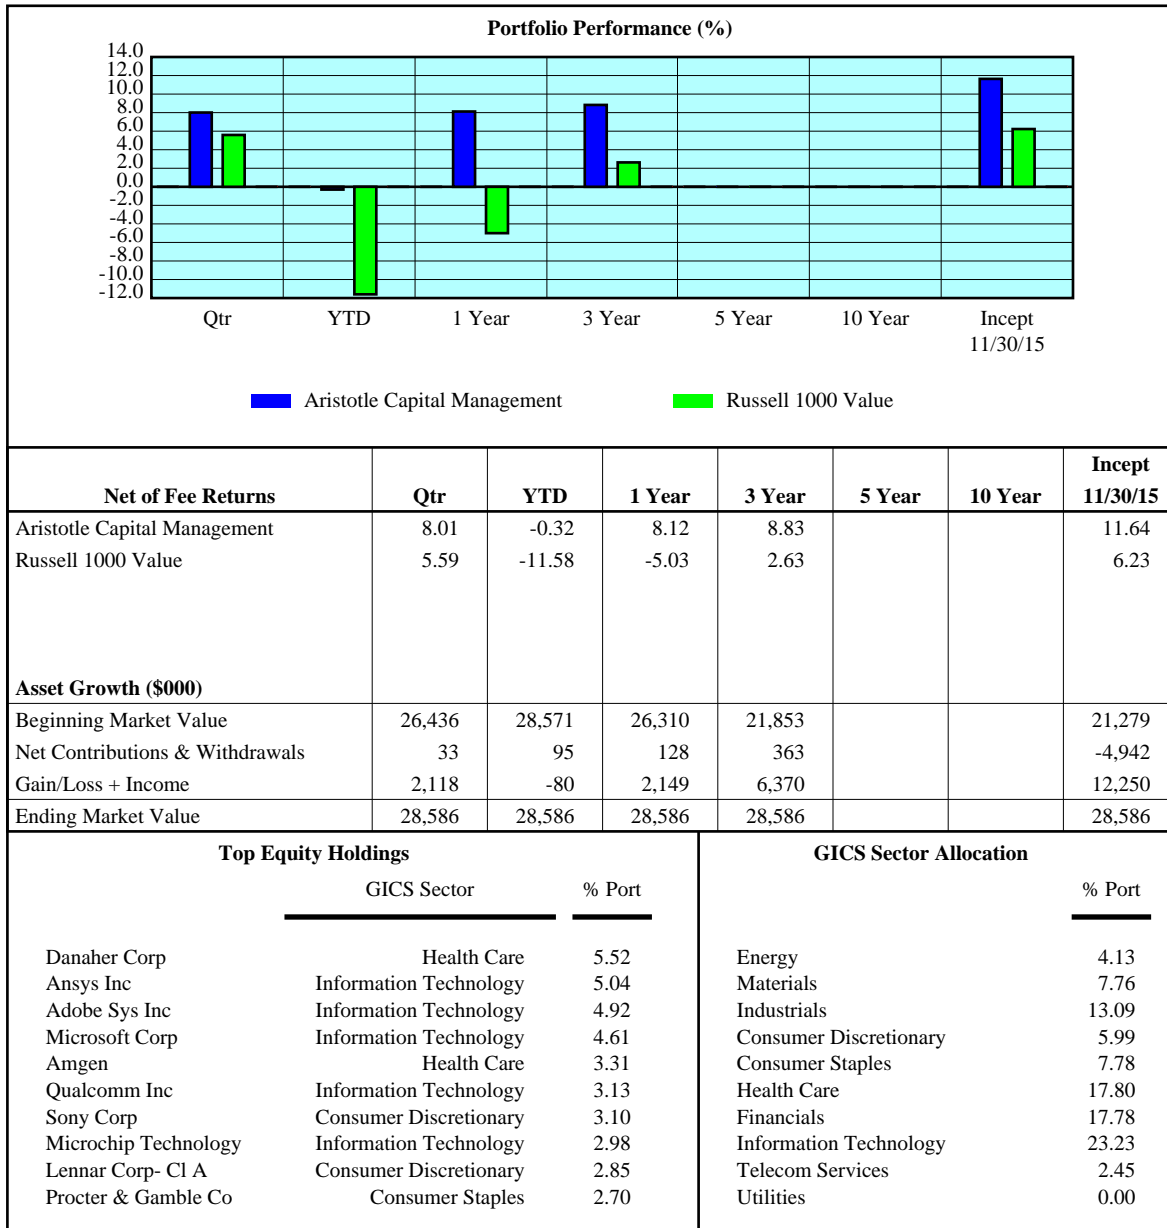 Portfolio Performance (%)
14.0
12.0
10.0
8.0
6.0
4.0
2.0
0.0
-2.0
-4.0
-6.0
-8.0
-10.0
-12.0
Qtr YTD 1 Year 3 Year 5 Year 10 Year Incept
11/30/15
Aristotle Capital Management Russell 1000 Value
Incept
Net of Fee Returns Qtr YTD 1 Year 3 Year 5 Year 10 Year 11/30/15
Aristotle Capital Management 8.01 -0.32 8.12 8.83 11.64
Russell 1000 Value 5.59 -11.58 -5.03 2.63 6.23
Asset Growth ($000)
Beginning Market Value 26,436 28,571 26,310 21,853 21,279
Net Contributions & Withdrawals 33 95 128 363 -4,942
Gain/Loss + Income 2,118 -80 2,149 6,370 12,250
Ending Market Value 28,586 28,586 28,586 28,586 28,586
Top Equity Holdings
GICS Sector % Port
Danaher Corp Health Care 5.52
Ansys Inc Information Technology 5.04
Adobe Sys Inc Information Technology 4.92
Microsoft Corp Information Technology 4.61
Amgen Health Care 3.31
Qualcomm Inc Information Technology 3.13
Sony Corp Consumer Discretionary 3.10
Microchip Technology Information Technology 2.98
Lennar Corp- Cl A Consumer Discretionary 2.85
Procter & Gamble Co Consumer Staples 2.70
GICS Sector Allocation
% Port
Energy 4.13
Materials 7.76
Industrials 13.09
Consumer Discretionary 5.99
Consumer Staples 7.78
Health Care 17.80
Financials 17.78
Information Technology 23.23
Telecom Services 2.45
Utilities 0.00